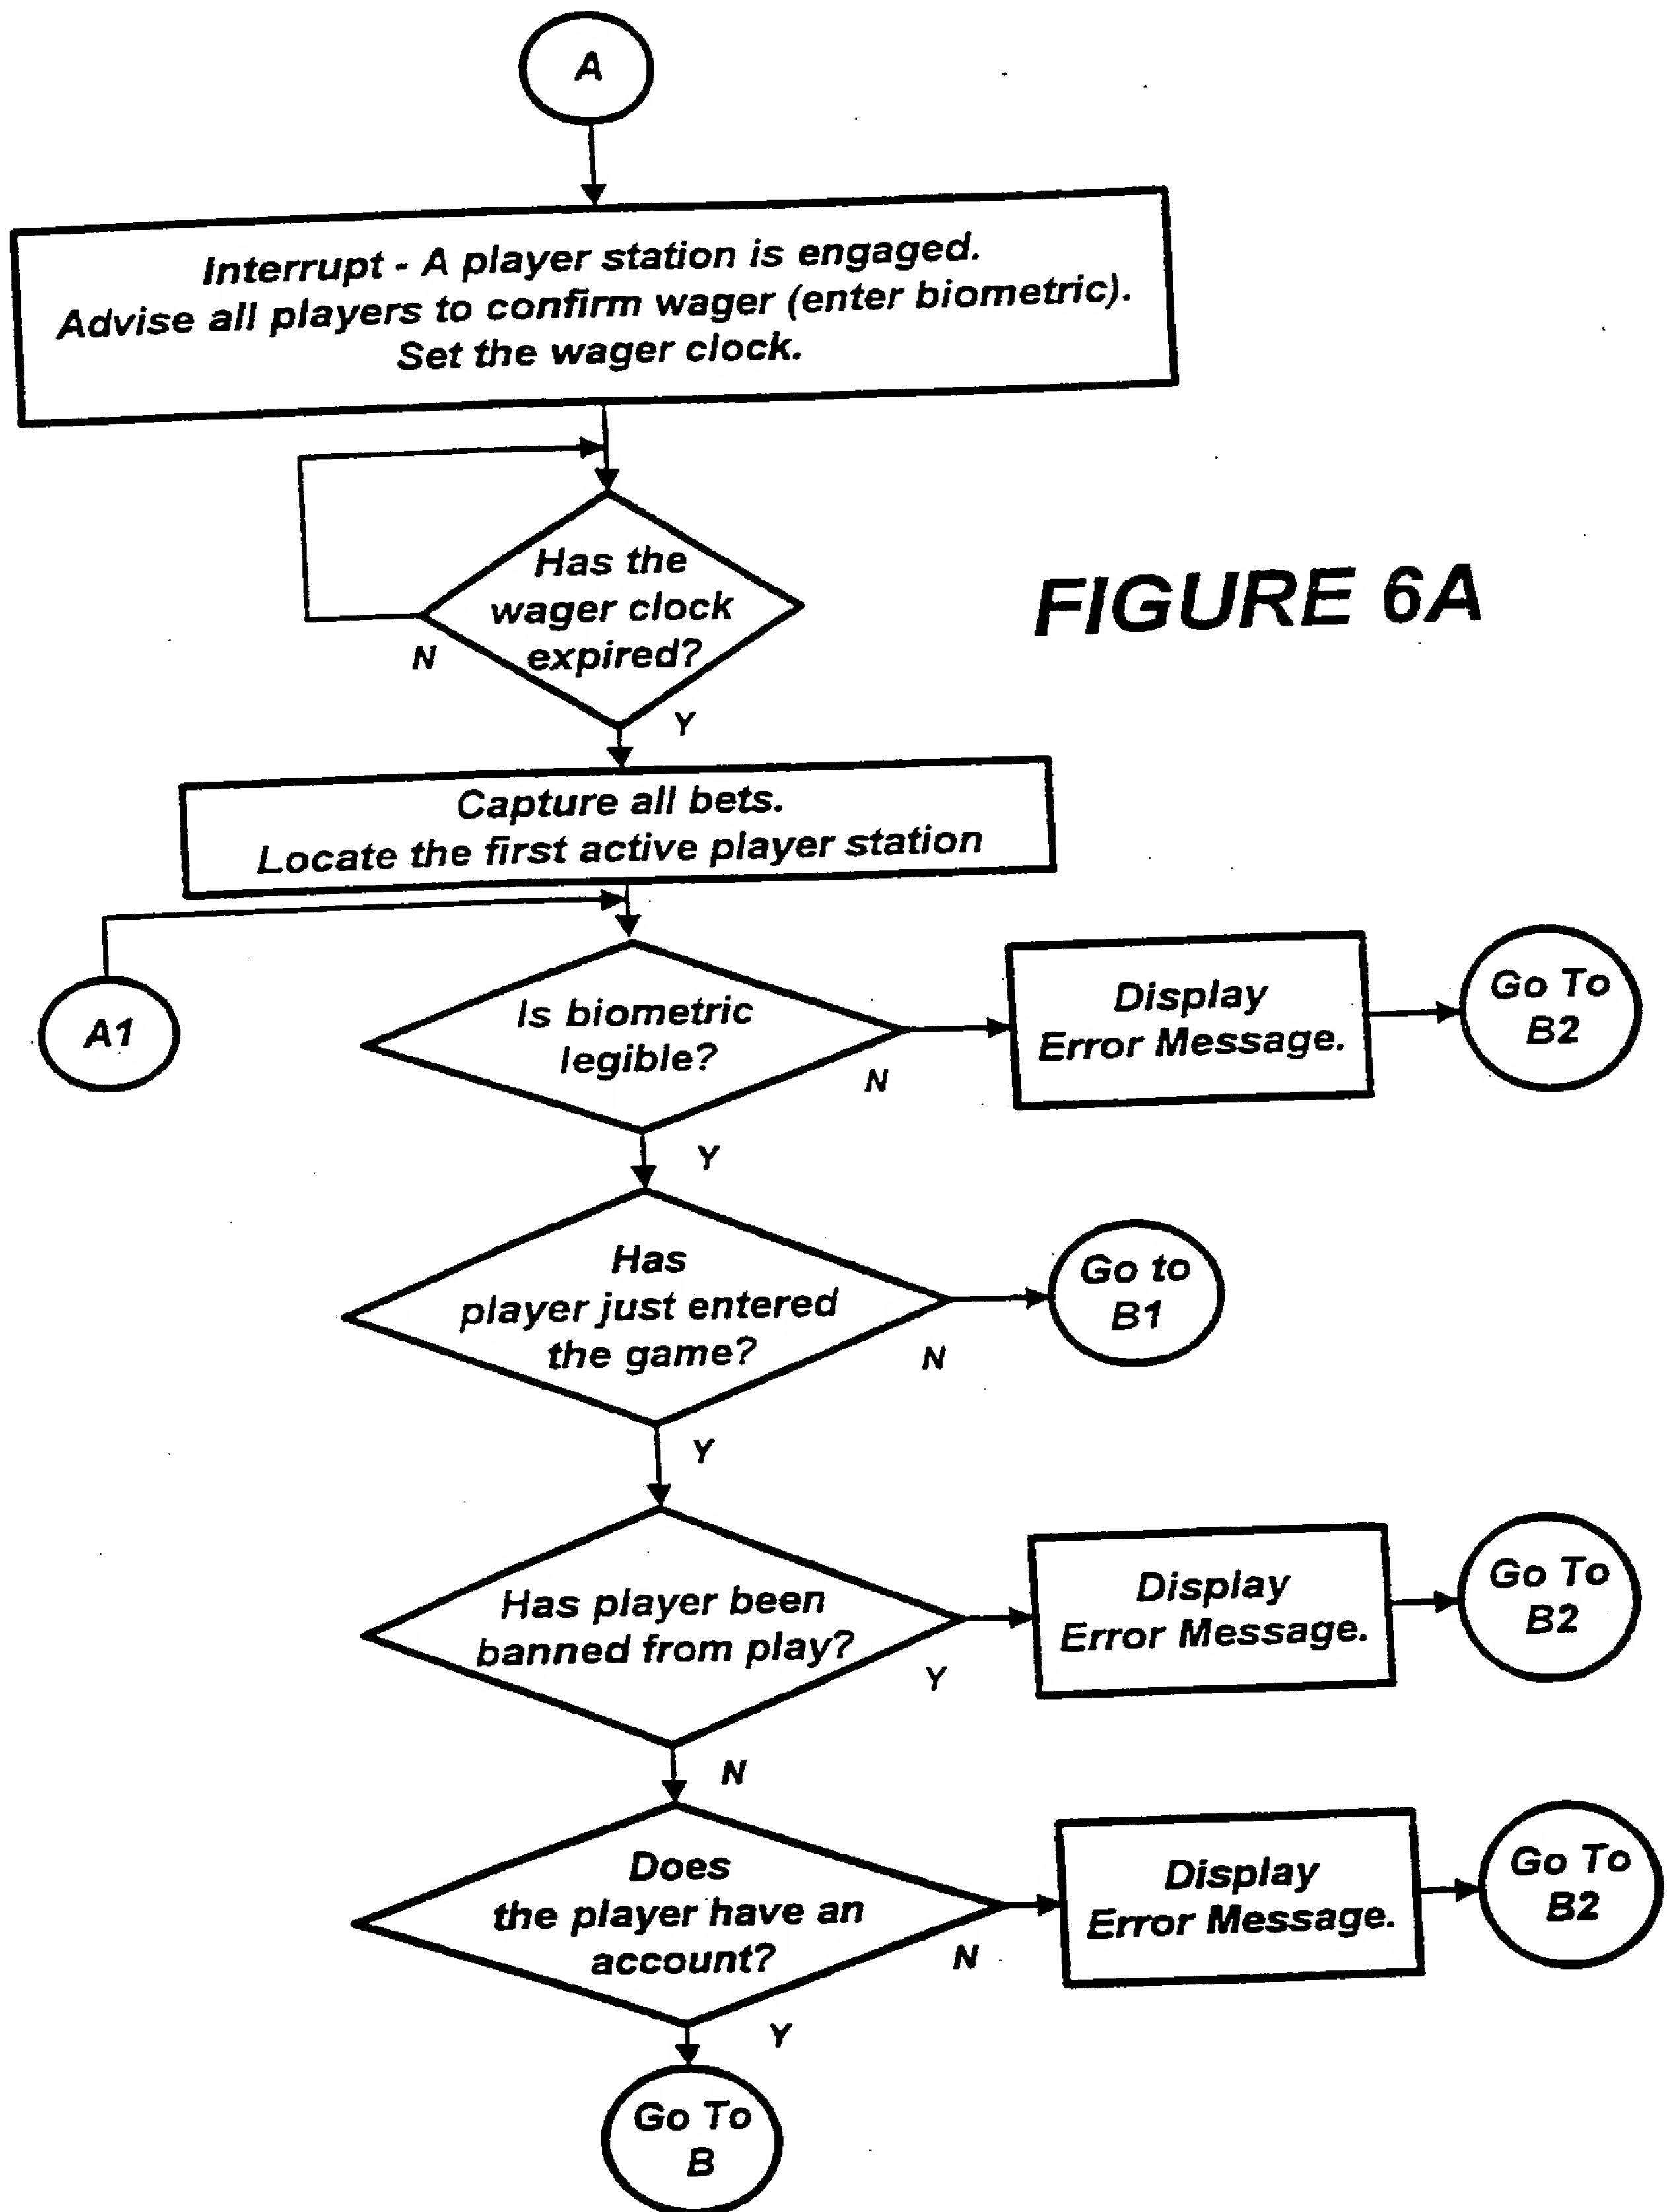 A
Interrupt - A player station is engaged.
Advise all players to confirm wager (enter biometric).
Set the wager clock.
Has the
wager clock
expired?
N
Y
FIGURE 6A
Capture all bets.
Locate the first active player station
A1
Is biometric
legible?
N
Y
Display
Error Message.
Go To
B2
Has
player just entered
the game?
N
Y
Go to
B1
Has player been
banned from play?
Y
N
Display
Error Message.
Go To
B2
Does
the player have an
account?
N
Y
Display
Error Message.
Go To
B2
Go To
B